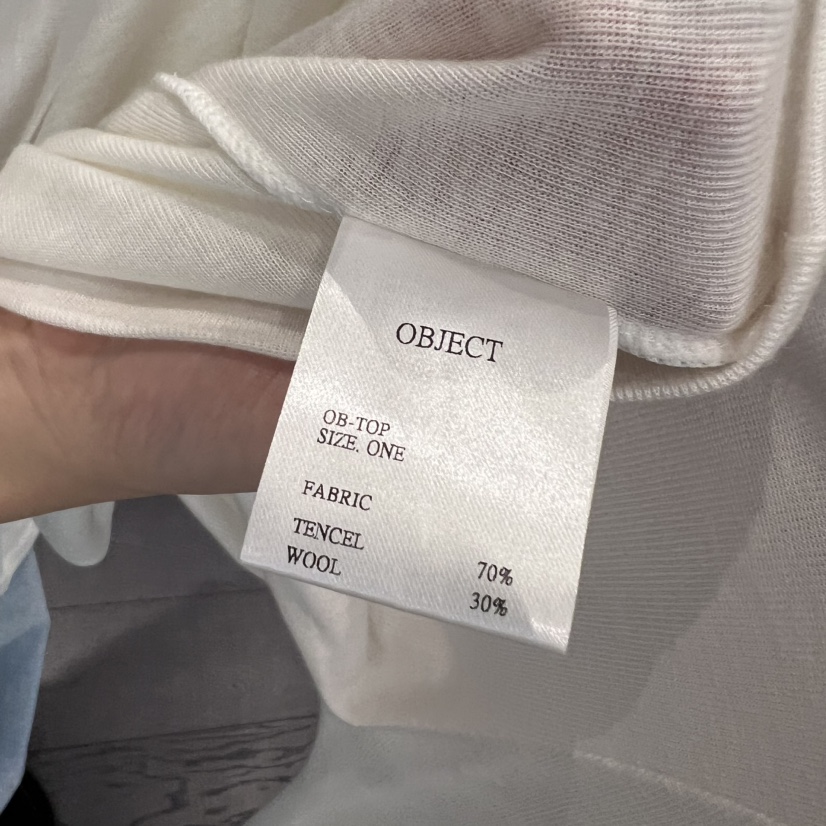 OBJECT
OB-TOP
SIZE. ONE
FABRIC
TENCEL 70%
WOOL 30%